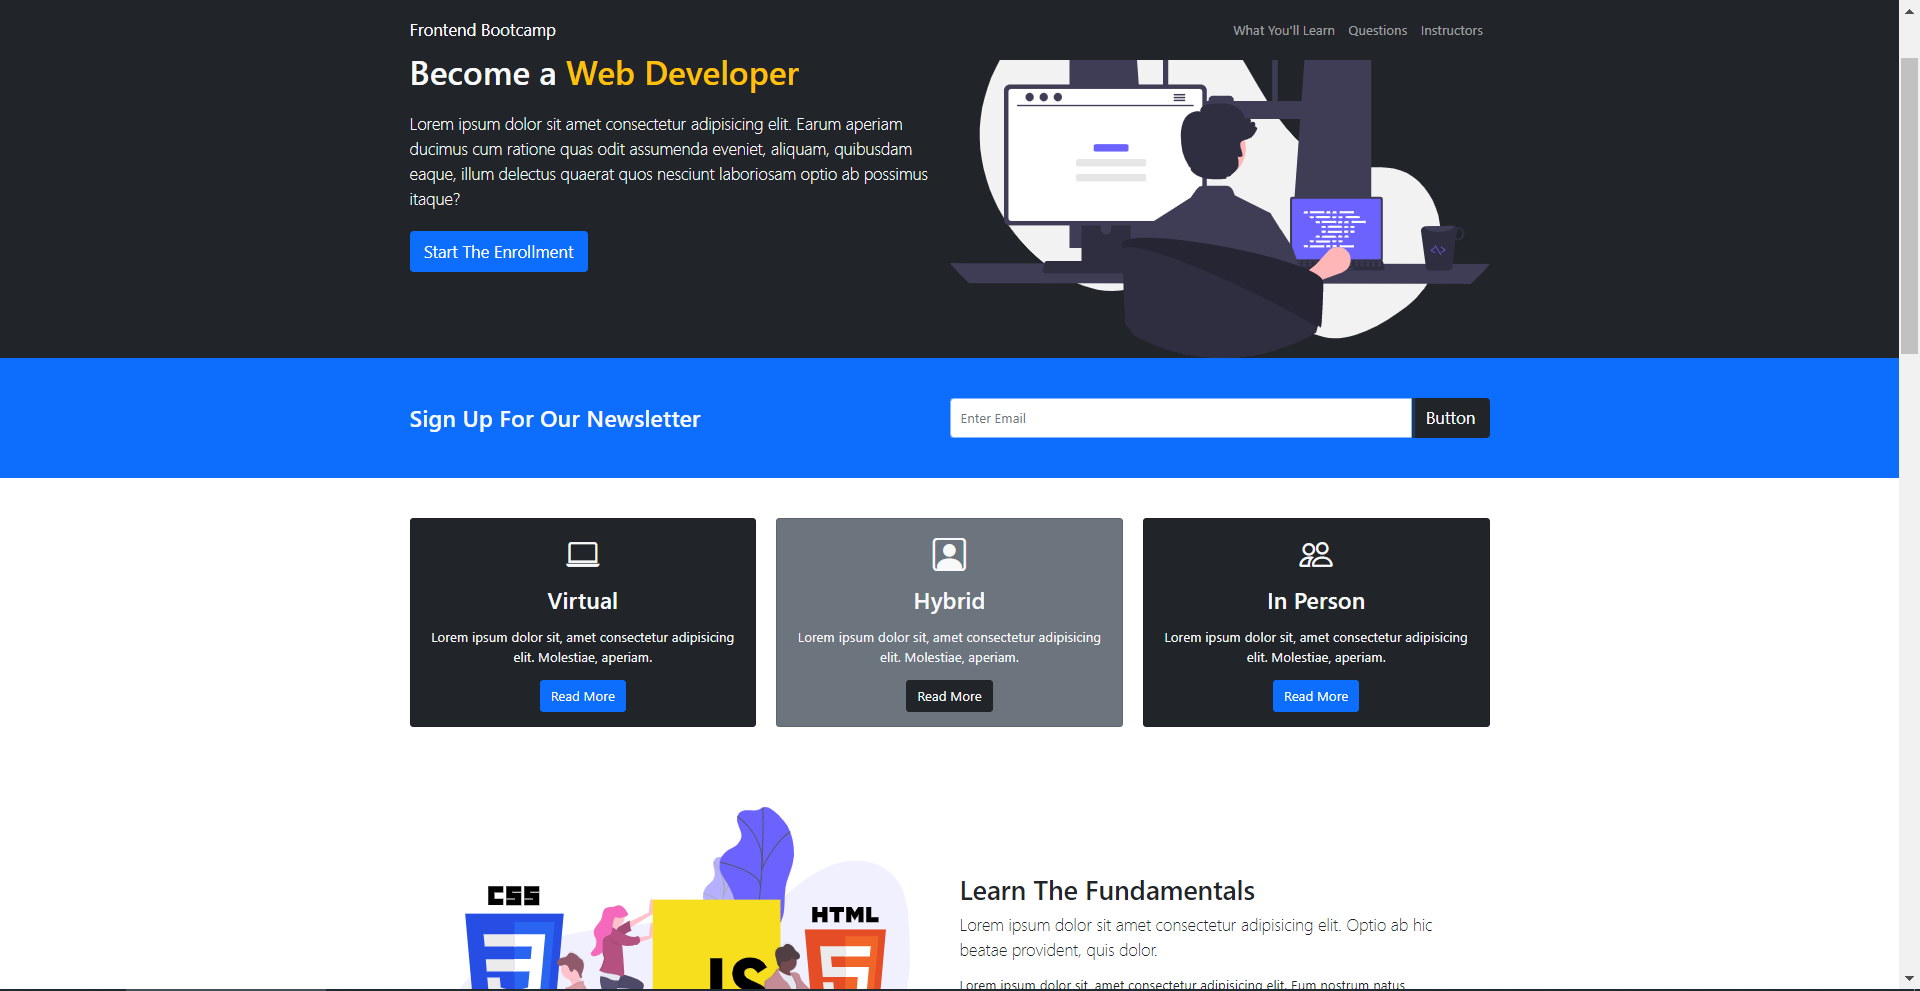 Frontend Bootcamp
What You'll Learn Questions Instructors
Become a Web Developer
Lorem ipsum dolor sit amet consectetur adipisicing elit. Earum aperiam
ducimus cum ratione quas odit assumenda eveniet, aliquam, quibusdam
eaque, illum delectus quaerat quos nesciunt laboriosam optio ab possimus
itaque?
Start The Enrollment
Sign Up For Our Newsletter
Enter Email
Button
Virtual
Lorem ipsum dolor sit, amet consectetur adipisicing
elit. Molestiae, aperiam.
Read More
Hybrid
Lorem ipsum dolor sit, amet consectetur adipisicing
elit. Molestiae, aperiam.
Read More
In Person
Lorem ipsum dolor sit, amet consectetur adipisicing
elit. Molestiae, aperiam.
Read More
CSS
HTML
JS
Learn The Fundamentals
Lorem ipsum dolor sit amet consectetur adipisicing elit. Optio ab hic
beatae provident, quis dolor.
Lorem ipsum dolor sit, amet consectetur adipisicing elit. Eum nostrum natus